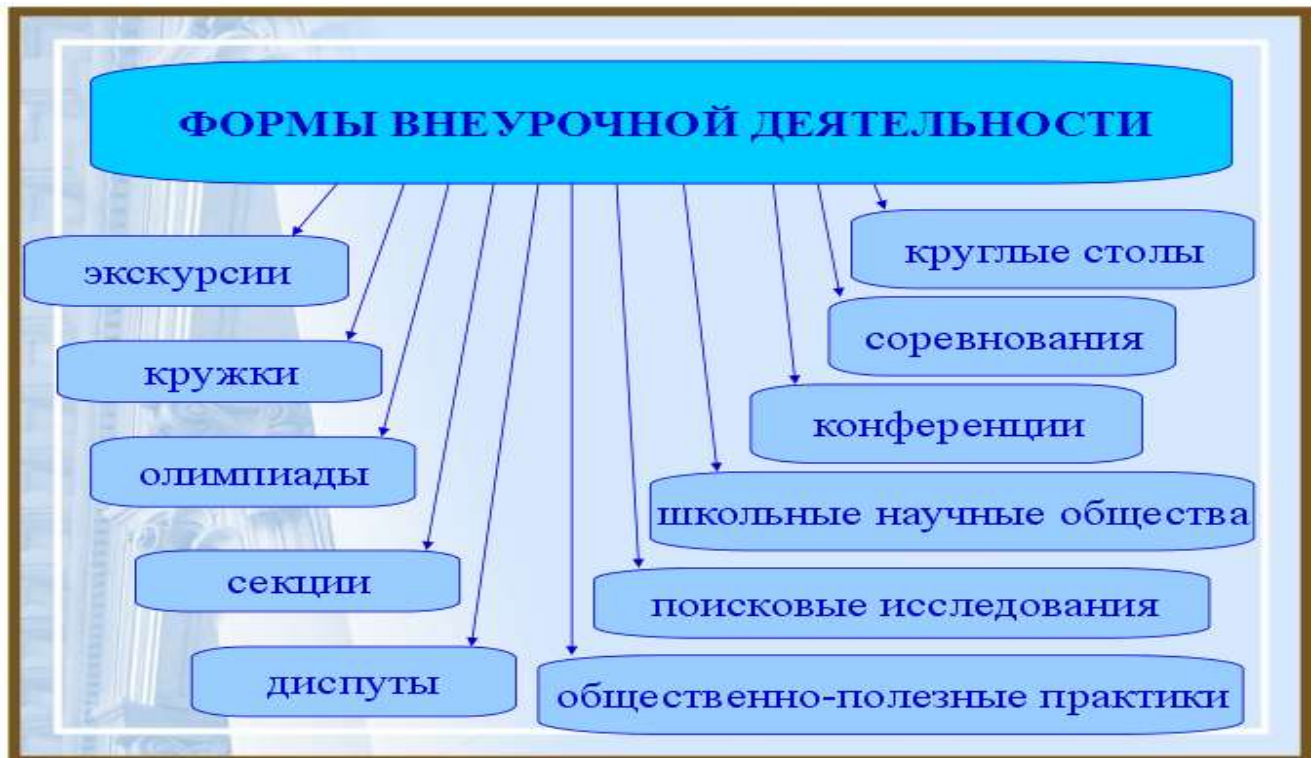 ФОРМЫ ВНЕУРОЧНОЙ ДЕЯТЕЛЬНОСТИ
экскурсии
кружки
олимпиады
секции
диспуты
круглые столы
соревнования
конференции
школьные научные общества
поисковые исследования
общественно-полезные практики